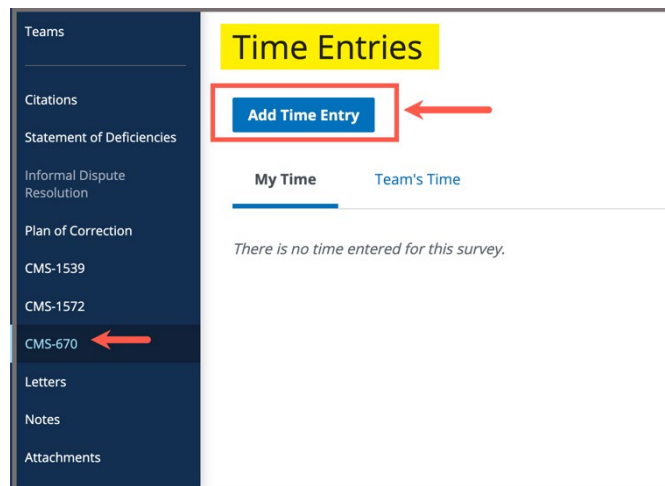 Teams
Citations
Statement of Deficiencies
Informal Dispute
Resolution
Plan of Correction
CMS-1539
CMS-1572
CMS-670
Letters
Notes
Attachments
Time Entries
Add Time Entry
My Time Team's Time
There is no time entered for this survey.